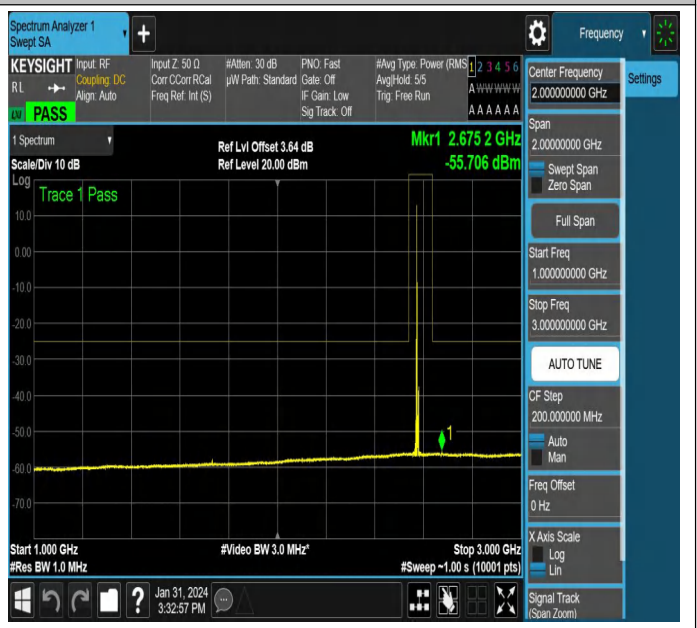 Spectrum Analyzer 1
Swept SA
Frequency
KEYSIGHT
RL
LXI PASS
Input: RF
Coupling: DC
Align: Auto
Input Z: 50 Ω
Corr CCorr RCal
Freq Ref: Int (S)
#Atten: 30 dB
µW Path: Standard
PNO: Fast
Gate: Off
IF Gain: Low
Sig Track: Off
#Avg Type: Power (RMS
Avg|Hold: 5/5
Trig: Free Run
1 2 3 4 5 6
A W W W W W
A A A A A A
Center Frequency
2.000000000 GHz
Settings
Span
2.00000000 GHz
Swept Span
Zero Span
Full Span
Start Freq
1.000000000 GHz
Stop Freq
3.000000000 GHz
AUTO TUNE
CF Step
200.000000 MHz
Auto
Man
Freq Offset
0 Hz
X Axis Scale
Log
Lin
Signal Track
(Span Zoom)
1 Spectrum
Scale/Div 10 dB
Log
Ref Lvl Offset 3.64 dB
Ref Level 20.00 dBm
Mkr1 2.675 2 GHz
-55.706 dBm
Trace 1 Pass
10.0
0.00
-10.0
-20.0
-30.0
-40.0
-50.0
-60.0
-70.0
1
Start 1.000 GHz
#Res BW 1.0 MHz
#Video BW 3.0 MHz*
Stop 3.000 GHz
#Sweep ~1.00 s (10001 pts)
?
Jan 31, 2024
3:32:57 PM